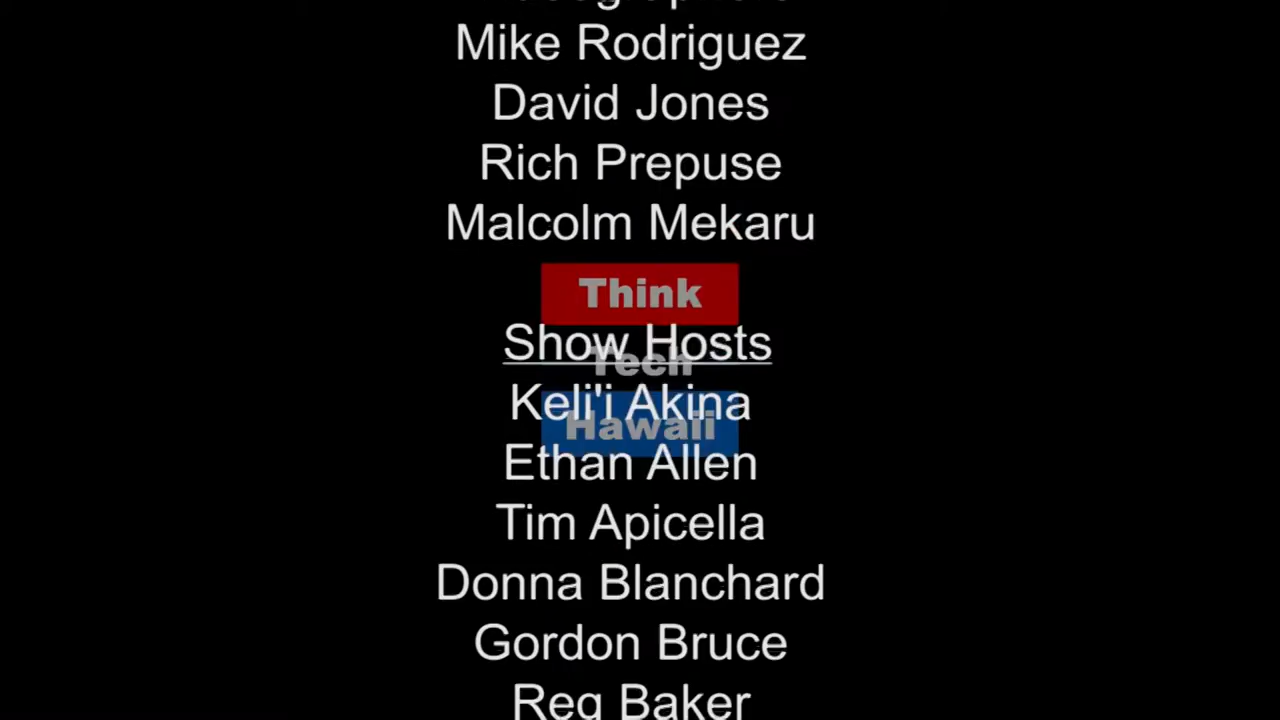 Mike Rodriguez
David Jones
Rich Prepuse
Malcolm Mekaru
Think
Show Hosts
Tech
Keli'i Akina
Hawaii
Ethan Allen
Tim Apicella
Donna Blanchard
Gordon Bruce
Reg Baker